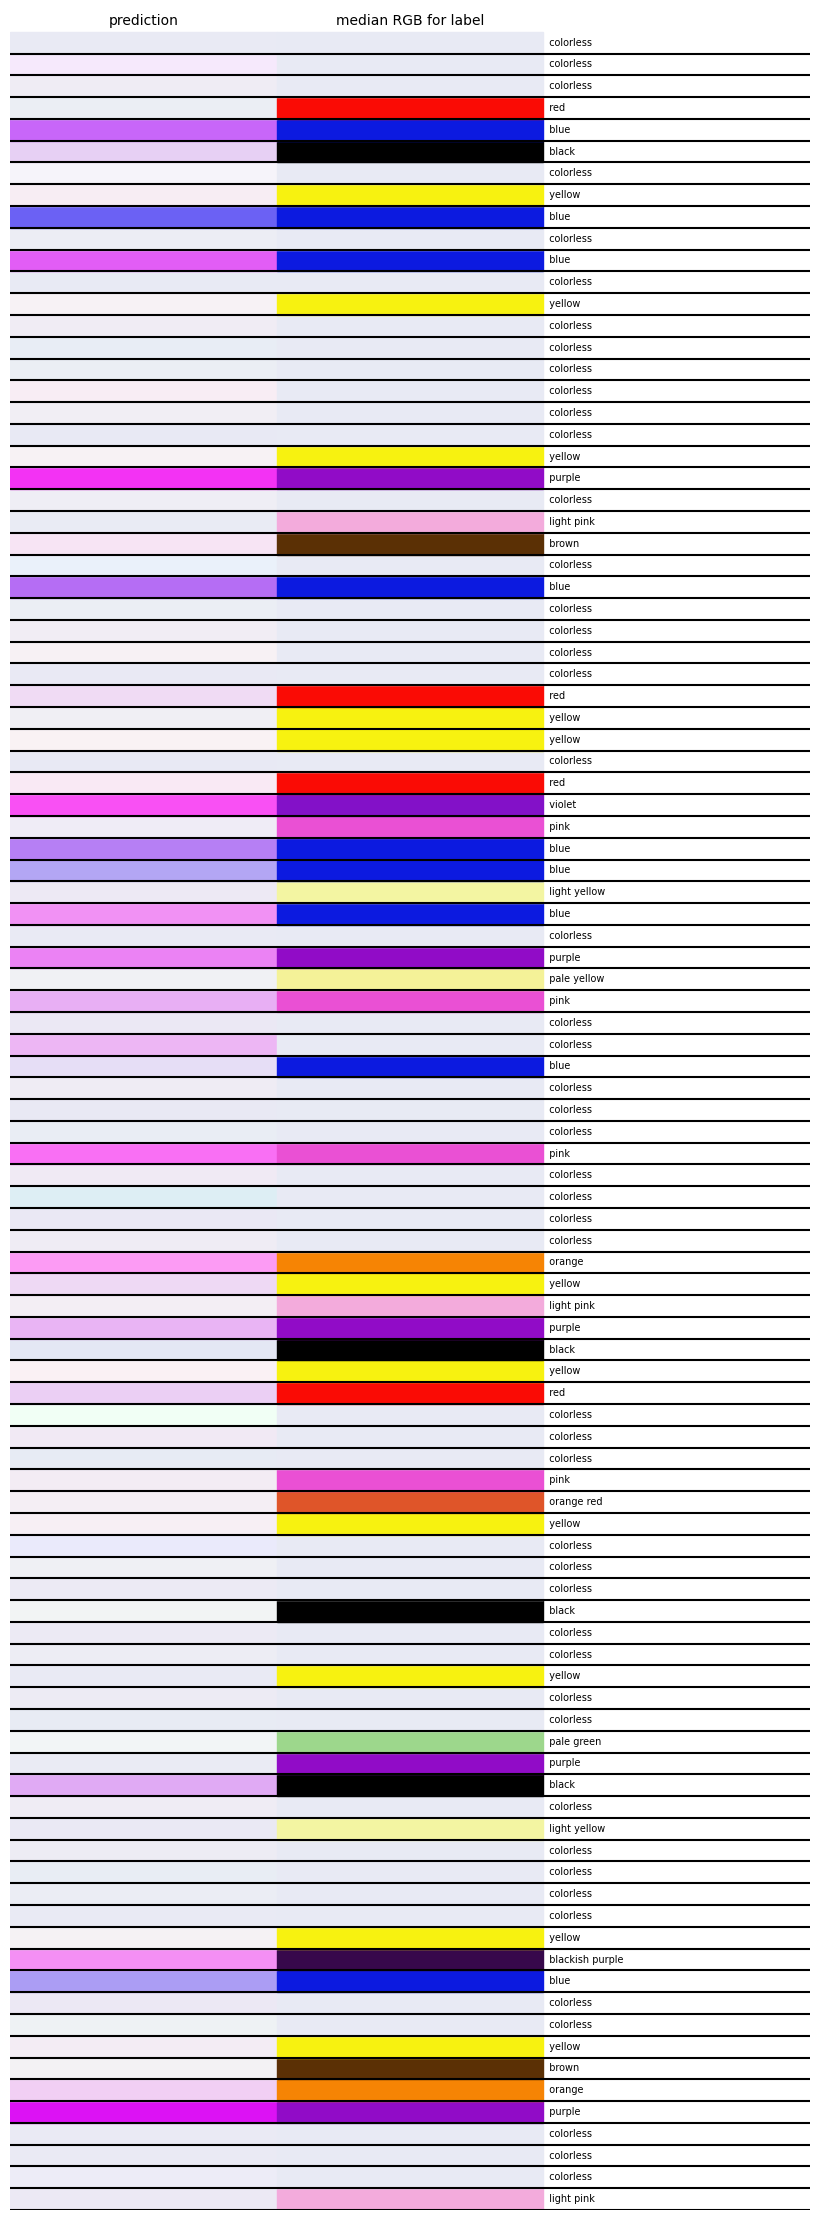 prediction median RGB for label
colorless
colorless
colorless
red
blue
black
colorless
yellow
blue
colorless
blue
colorless
yellow
colorless
colorless
colorless
colorless
colorless
colorless
yellow
purple
colorless
light pink
brown
colorless
blue
colorless
colorless
colorless
colorless
red
yellow
yellow
colorless
red
violet
pink
blue
blue
light yellow
blue
colorless
purple
pale yellow
pink
colorless
colorless
blue
colorless
colorless
colorless
pink
colorless
colorless
colorless
colorless
orange
yellow
light pink
purple
black
yellow
red
colorless
colorless
colorless
pink
orange red
yellow
colorless
colorless
colorless
black
colorless
colorless
yellow
colorless
colorless
pale green
purple
black
colorless
light yellow
colorless
colorless
colorless
colorless
yellow
blackish purple
blue
colorless
colorless
yellow
brown
orange
purple
colorless
colorless
colorless
light pink